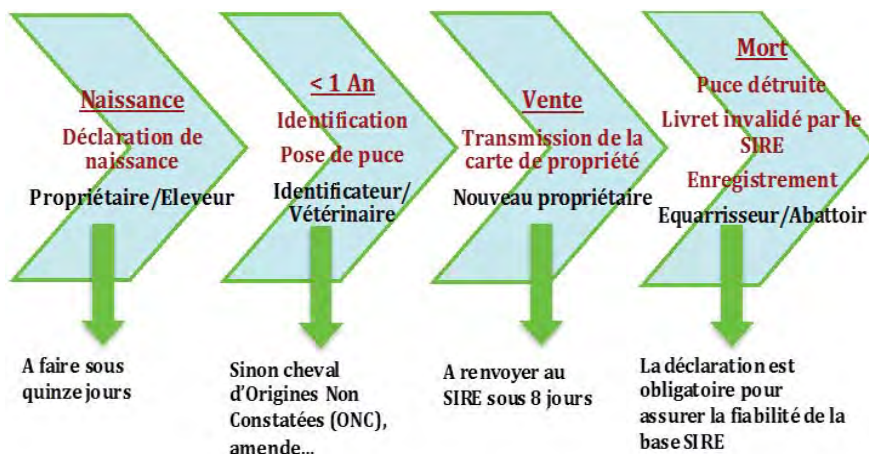 Naissance
Déclaration de
naissance
Propriétaire/Eleveur
A faire sous
quinze jours
< 1 An
Identification
Pose de puce
Identificateur/
Vétérinaire
Sinon cheval
d'Origines Non
Constatées (ONC),
amende...
Vente
Transmission de la
carte de propriété
Nouveau propriétaire
A renvoyer au
SIRE sous 8 jours
Mort
Puce détruite
Livret invalidé par le
SIRE
Enregistrement
Equarrisseur/Abattoir
La déclaration est
obligatoire pour
assurer la fiabilité de la
base SIRE